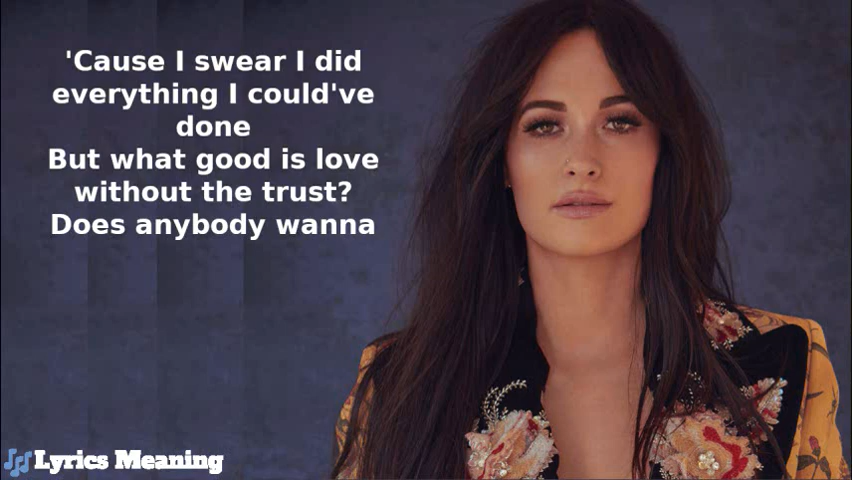 'Cause I swear I did
everything I could've
done
But what good is love
without the trust?
Does anybody wanna
Lyrics Meaning